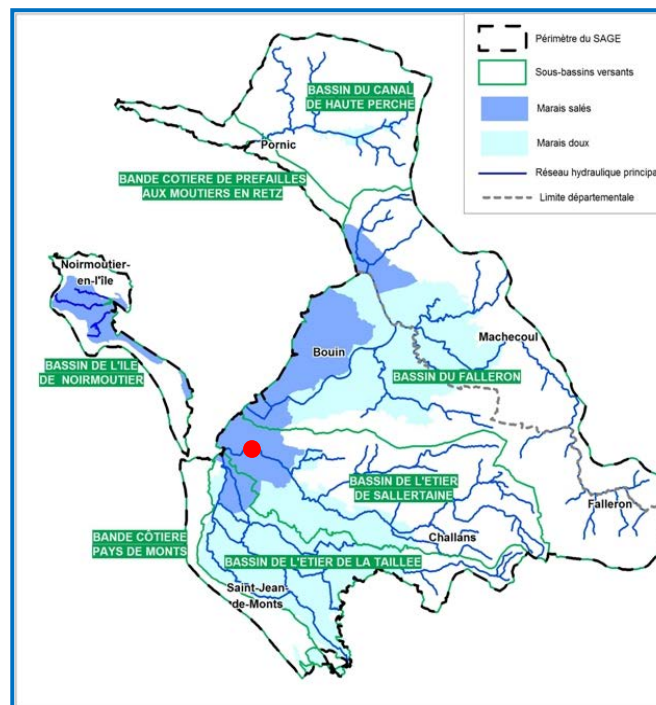 Périmètre du SAGE
Sous-bassins versants
Marais salés
Marais doux
Réseau hydraulique principa
Limite départementale
BASSIN DU CANAL
DE HAUTE PERCHE
Pornic
BANDE COTIERE DE PREFAILLES
AUX MOUTIERS EN RETZ
Noirmoutier-
en-l'île
BASSIN DE L'ILE
DE NOIRMOUTIER
Bouin
Machecoul
BASSIN DU FALLERON
BASSIN DE L'ETIER
DE SALLERTAINE
Falleron
Challans
BANDE CÔTIERE
PAYS DE MONTS
BASSIN DE L'ETIER DE LA TAILLEE
Saint-Jean-
de-Monts